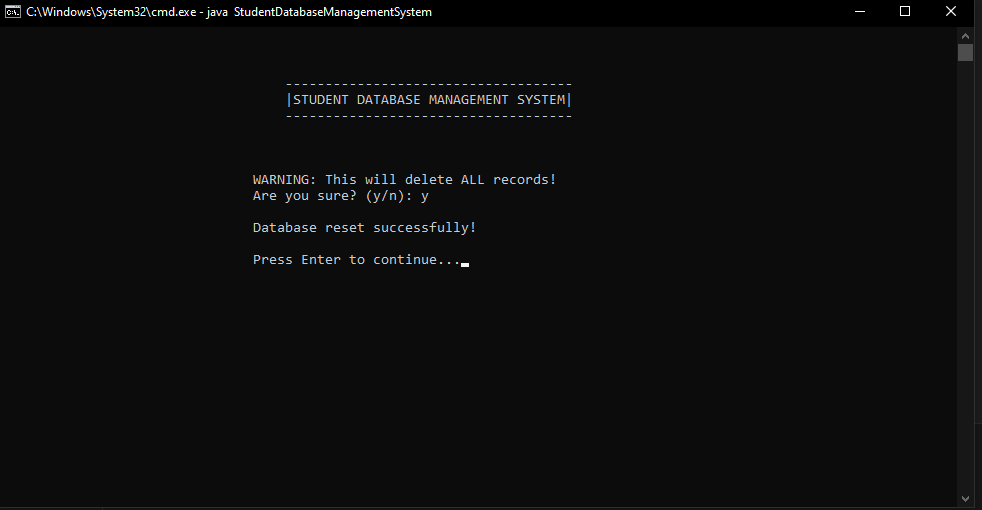 C:\Windows\System32\cmd.exe - java  StudentDatabaseManagementSystem
------------------------------------
|STUDENT DATABASE MANAGEMENT SYSTEM|
------------------------------------
WARNING: This will delete ALL records!
Are you sure? (y/n): y
Database reset successfully!
Press Enter to continue...